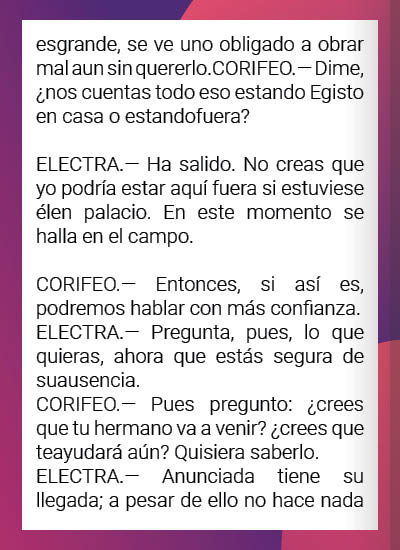 esgrande, se ve uno obligado a obrar
mal aun sin quererlo.CORIFEO.— Dime,
¿nos cuentas todo eso estando Egisto
en casa o estandofuera?
ELECTRA.— Ha salido. No creas que
yo podría estar aquí fuera si estuviese
élen palacio. En este momento se
halla en el campo.
CORIFEO.— Entonces, si así es,
podremos hablar con más confianza.
ELECTRA.— Pregunta, pues, lo que
quieras, ahora que estás segura de
suausencia.
CORIFEO.— Pues pregunto: ¿crees
que tu hermano va a venir? ¿crees que
teayudará aún? Quisiera saberlo.
ELECTRA.— Anunciada tiene su
llegada; a pesar de ello no hace nada